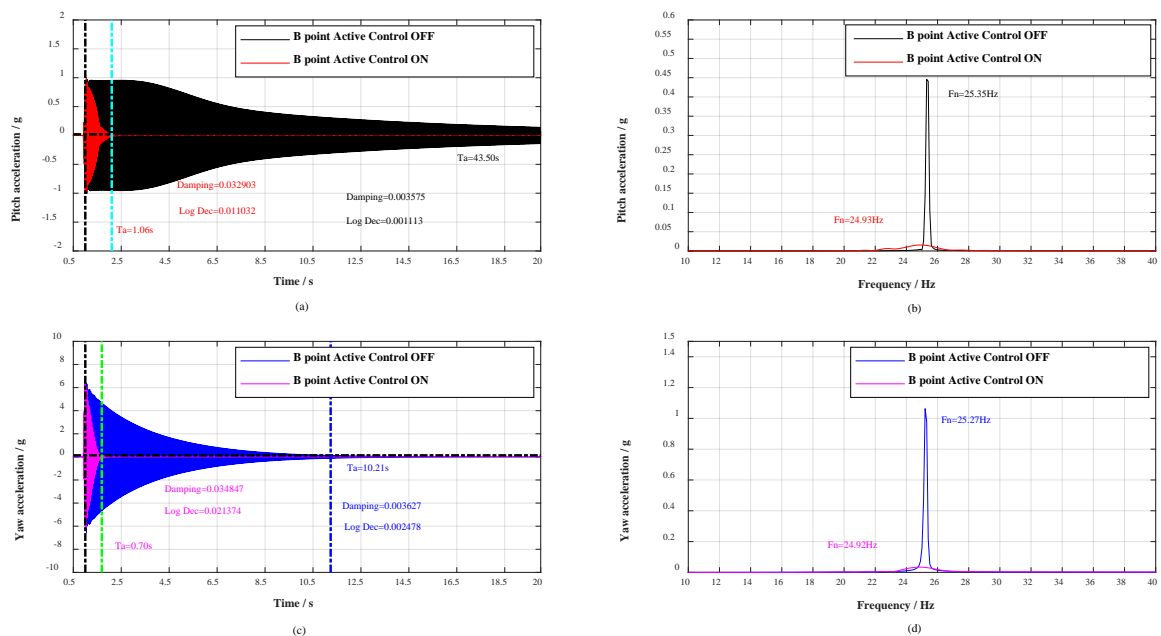 2
1.5
1
0.5
0
-0.5
-1
-1.5
-2
Pitch acceleration / g
B point Active Control OFF
B point Active Control ON
Ta=43.50s
Damping=0.032903
Damping=0.003575
Log Dec=0.011032
Log Dec=0.001113
Ta=1.06s
0.5 2.5 4.5 6.5 8.5 10.5 12.5 14.5 16.5 18.5 20
Time / s
(a)
0.6
0.55
0.5
0.45
0.4
0.35
0.3
0.25
0.2
0.15
0.1
0.05
0
Pitch acceleration / g
B point Active Control OFF
B point Active Control ON
Fn=25.35Hz
Fn=24.93Hz
10 12 14 16 18 20 22 24 26 28 30 32 34 36 38 40
Frequency / Hz
(b)
10
8
6
4
2
0
-2
-4
-6
-8
-10
Yaw acceleration / g
B point Active Control OFF
B point Active Control ON
Ta=10.21s
Damping=0.034847
Damping=0.003627
Log Dec=0.021374
Log Dec=0.002478
Ta=0.70s
0.5 2.5 4.5 6.5 8.5 10.5 12.5 14.5 16.5 18.5 20
Time / s
(c)
1.5
1.4
1.2
1
0.8
0.6
0.4
0.2
0
Yaw acceleration / g
B point Active Control OFF
B point Active Control ON
Fn=25.27Hz
Fn=24.92Hz
10 12 14 16 18 20 22 24 26 28 30 32 34 36 38 40
Frequency / Hz
(d)